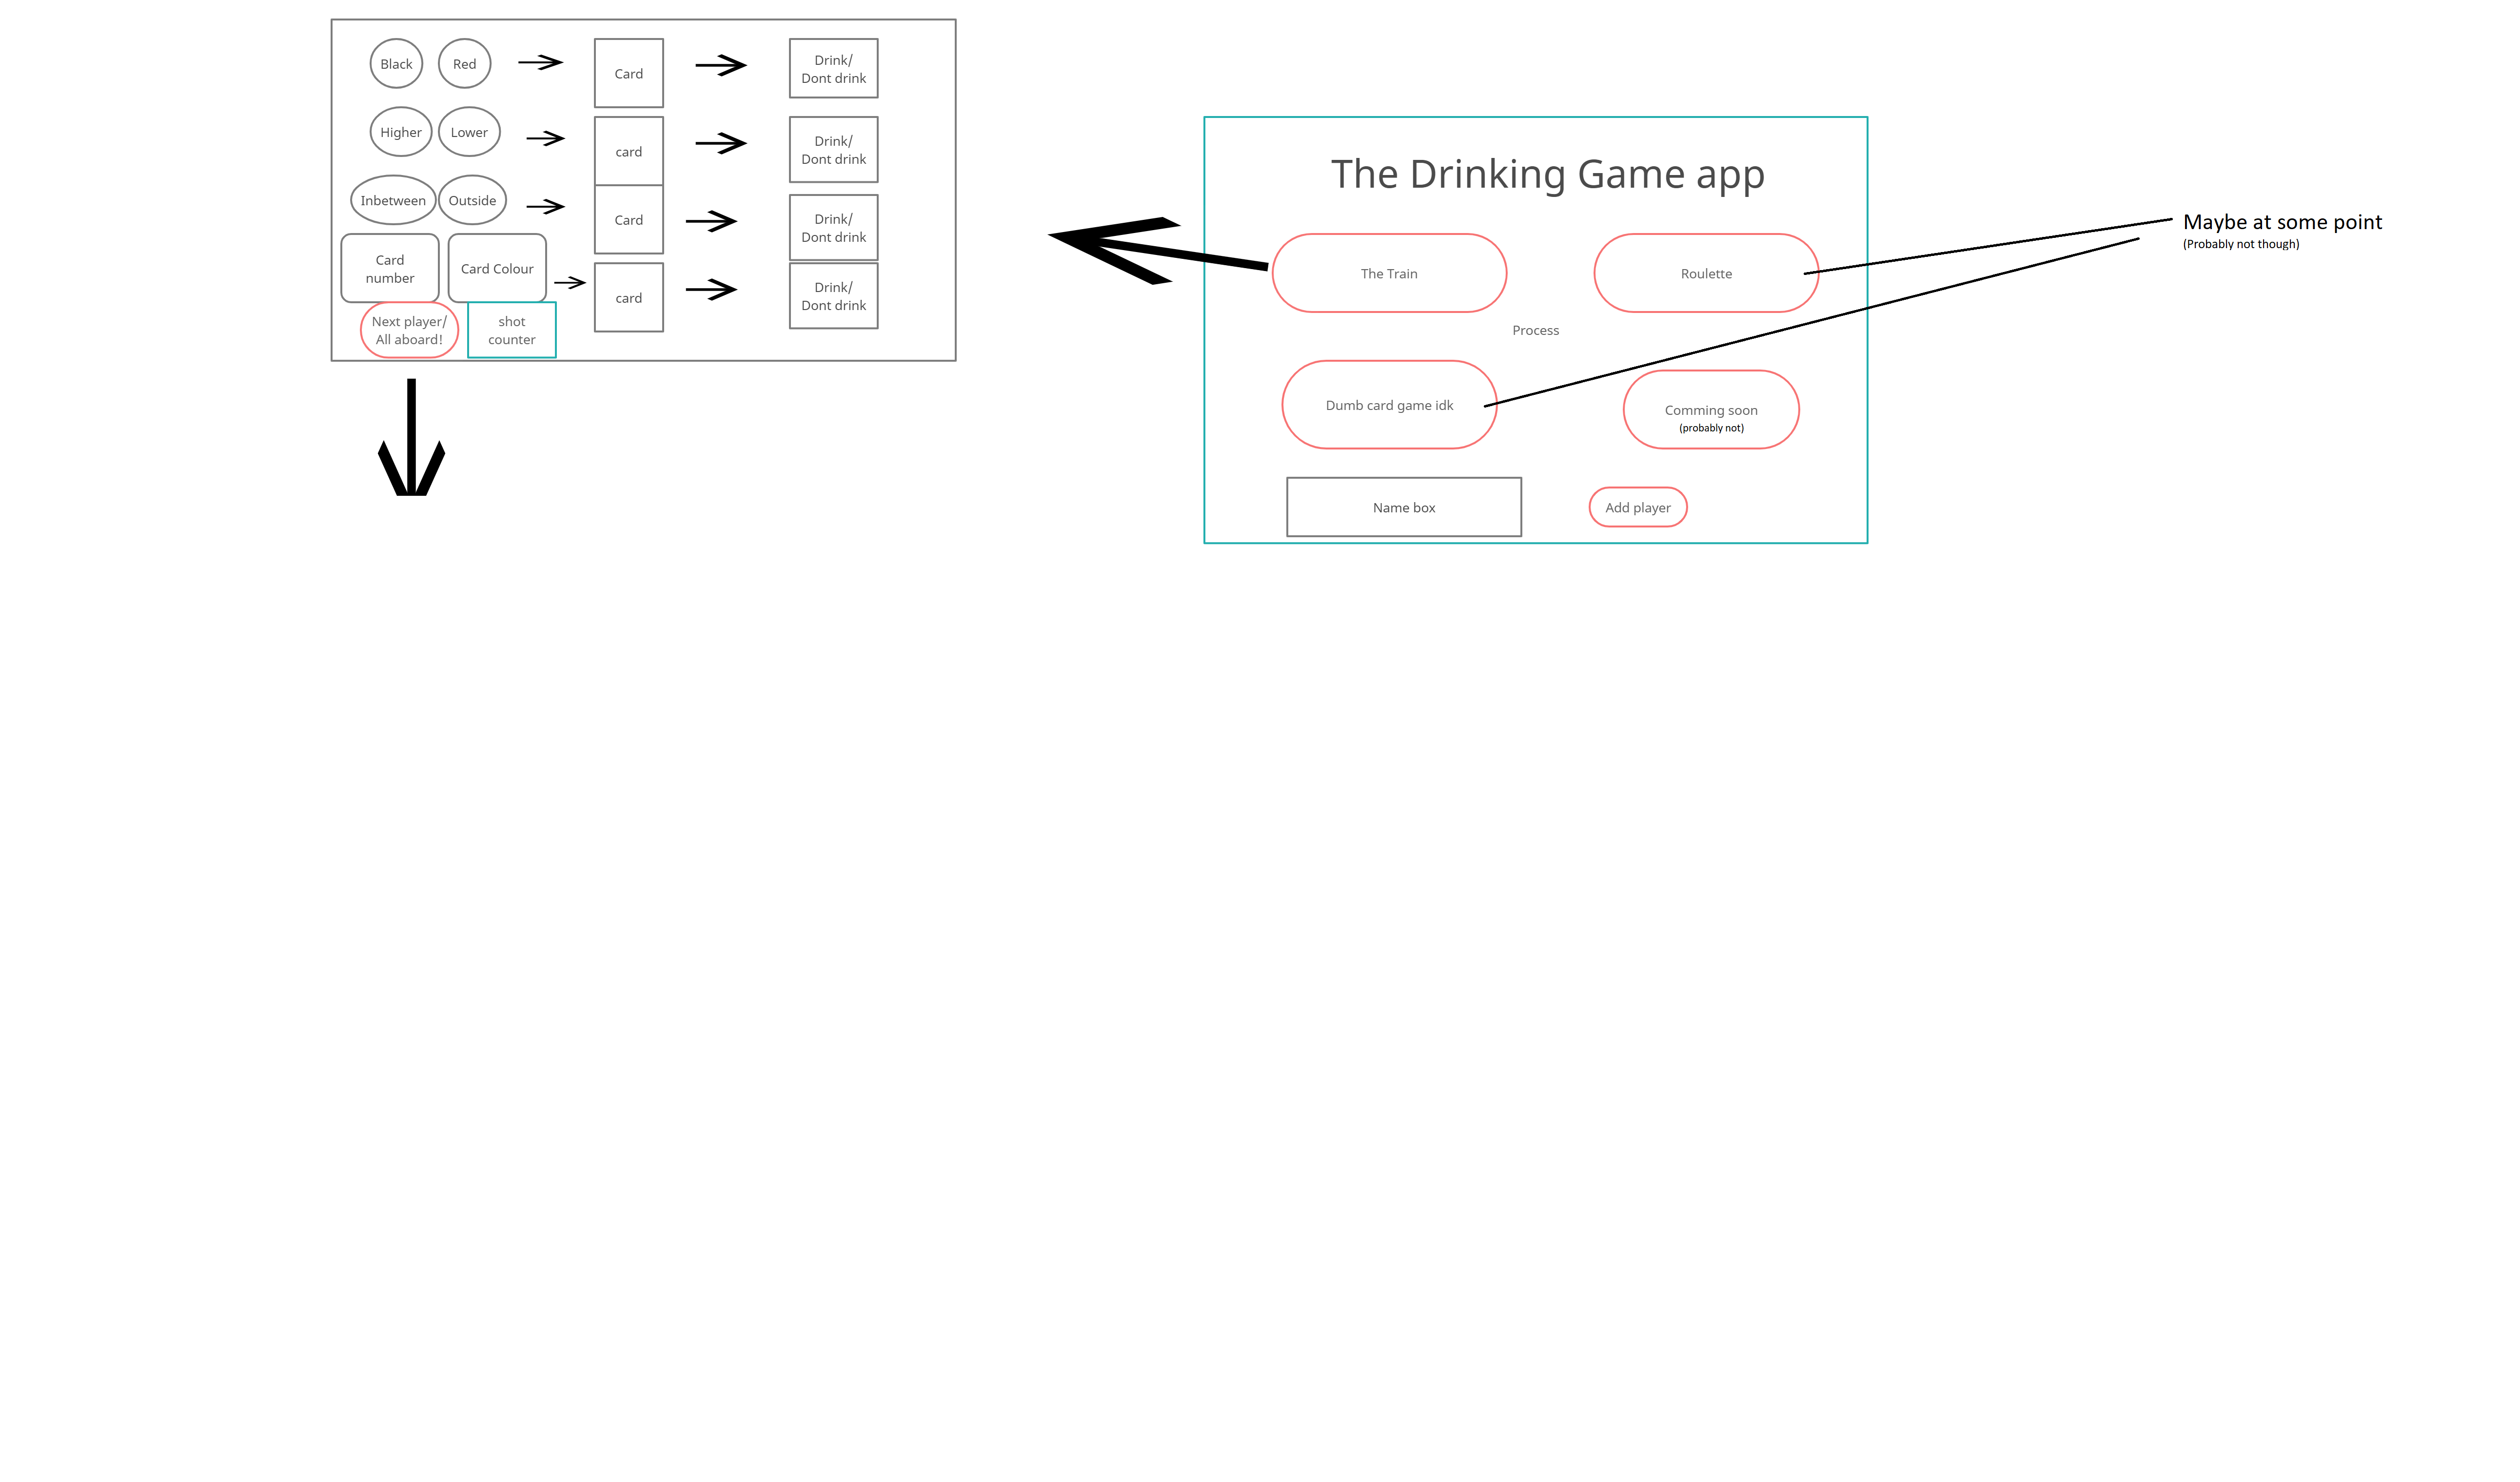 Black
Red
Card
Drink/
Dont drink
Higher
Lower
card
Drink/
Dont drink
Inbetween
Outside
Card
Drink/
Dont drink
Card
number
Card Colour
card
Drink/
Dont drink
Next player/
All aboard!
shot
counter
The Drinking Game app
The Train
Roulette
Process
Dumb card game idk
Comming soon
(probably not)
Name box
Add player
Maybe at some point
(Probably not though)